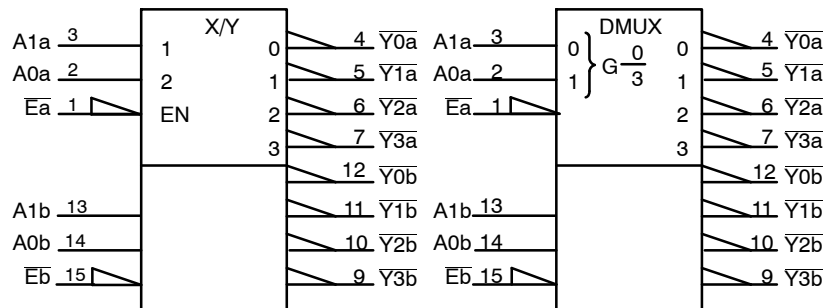 X/Y
A1a 3 1 0 4 Y0a
A0a 2 2 1 5 Y1a
Ea 1 EN 2 6 Y2a
3 7 Y3a
12 Y0b
A1b 13 11 Y1b
A0b 14 10 Y2b
Eb 15 9 Y3b
DMUX
A1a 3 0 0 4 Y0a
A0a 2 1 } G 0/3 1 5 Y1a
Ea 1 2 6 Y2a
3 7 Y3a
12 Y0b
A1b 13 11 Y1b
A0b 14 10 Y2b
Eb 15 9 Y3b